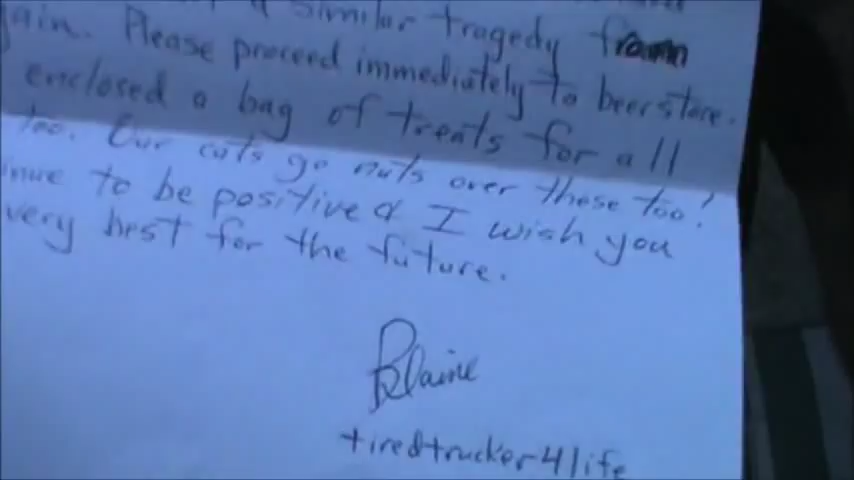 similar tragedy from
gain. Please proceed immediately to beerstore.
enclosed a bag of treats for all
too. Our cats go nuts over these too!
inue to be positive & I wish you
very best for the future.
Blaine
tiredtrucker4life